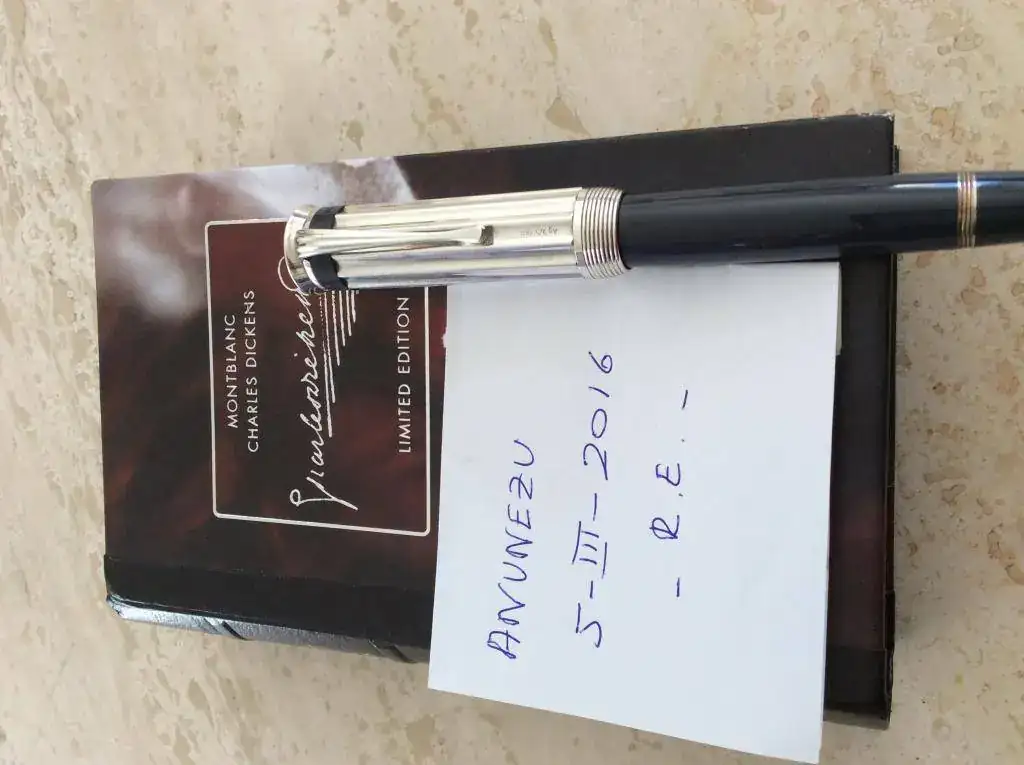 MONTBLANC
CHARLES DICKENS
LIMITED EDITION
ANUNEZU
5-III-2016
- R.E. -